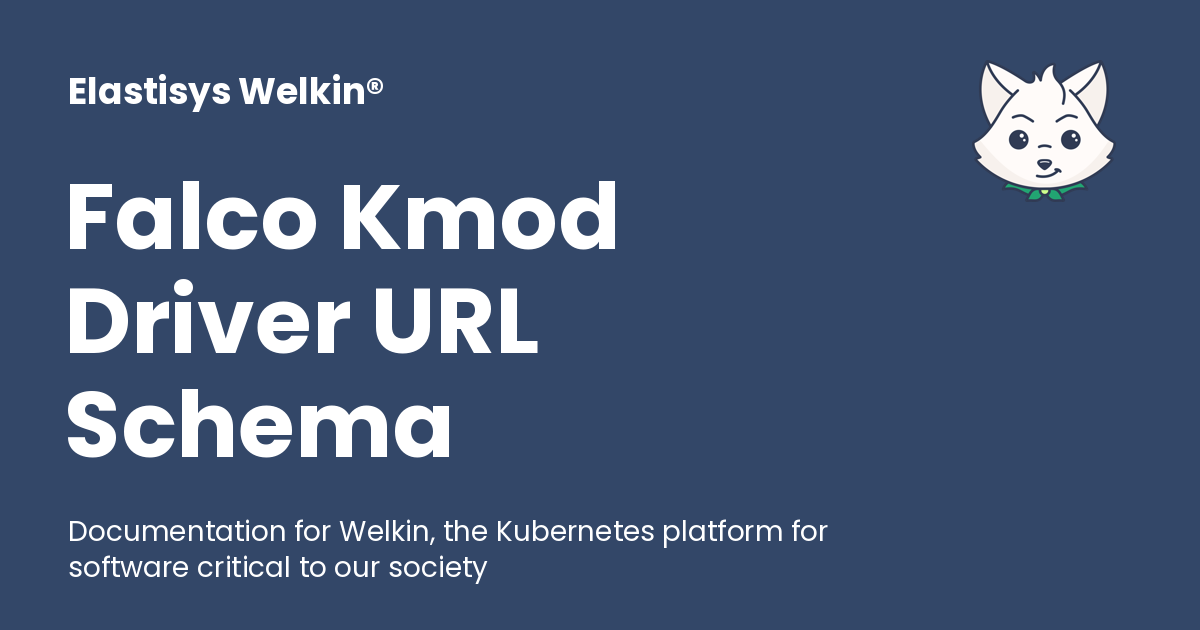 Elastisys Welkin®
Falco Kmod
Driver URL
Schema
Documentation for Welkin, the Kubernetes platform for
software critical to our society